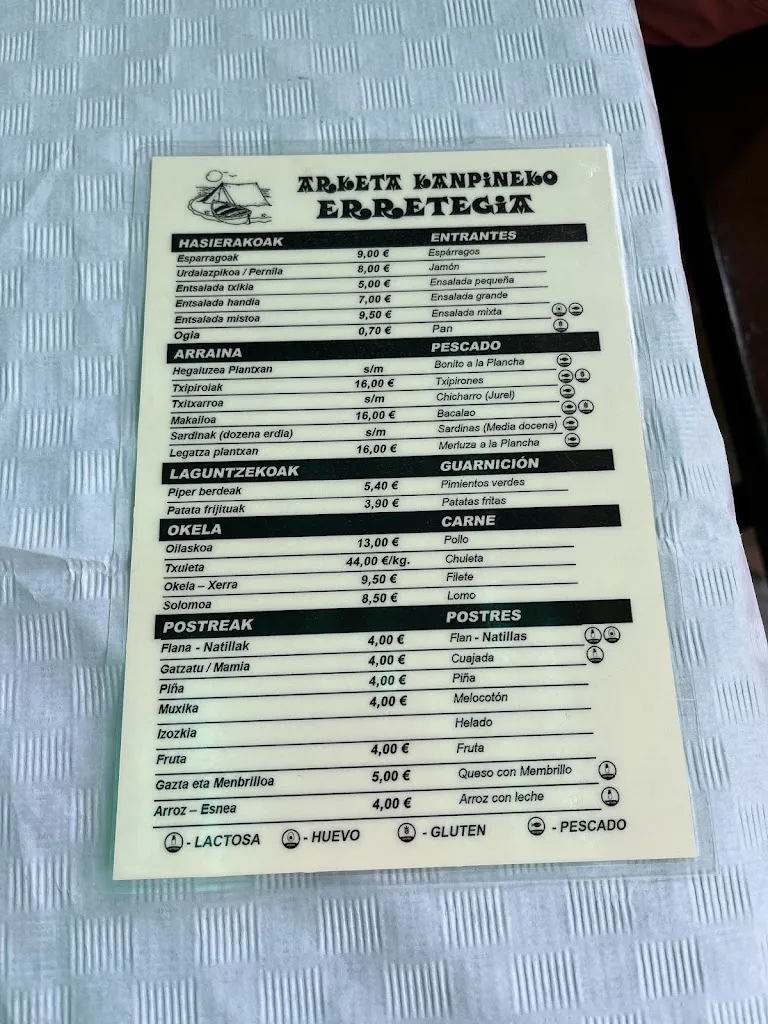 ARKETA KANPINEKO
ERRETEGIA
HASIERAKOAK ENTRANTES
Esparragoak 9,00 € Espárragos
Urdaiazpikoa / Pernila 8,00 € Jamón
Entsalada txikia 5,00 € Ensalada pequeña
Entsalada handia 7,00 € Ensalada grande
Entsalada mistoa 9,50 € Ensalada mixta
Ogia 0,70 € Pan
ARRAINA PESCADO
Hegaluzea Plantxan s/m Bonito a la Plancha
Txipiroiak 16,00 € Txipirones
Txitxarroa s/m Chicharro (Jurel)
Makailoa 16,00 € Bacalao
Sardinak (dozena erdia) s/m Sardinas (Media docena)
Legatza plantxan 16,00 € Merluza a la Plancha
LAGUNTZEKOAK GUARNICIÓN
Piper berdeak 5,40 € Pimientos verdes
Patata frijituak 3,90 € Patatas fritas
OKELA CARNE
Oilaskoa 13,00 € Pollo
Txuleta 44,00 €/kg. Chuleta
Okela – Xerra 9,50 € Filete
Solomoa 8,50 € Lomo
POSTREAK POSTRES
Flana - Natillak 4,00 € Flan - Natillas
Gatzatu / Mamia 4,00 € Cuajada
Piña 4,00 € Piña
Muxika 4,00 € Melocotón
Izozkia Helado
Fruta 4,00 € Fruta
Gazta eta Menbrilloa 5,00 € Queso con Membrillo
Arroz – Esnea 4,00 € Arroz con leche
- LACTOSA - HUEVO - GLUTEN - PESCADO